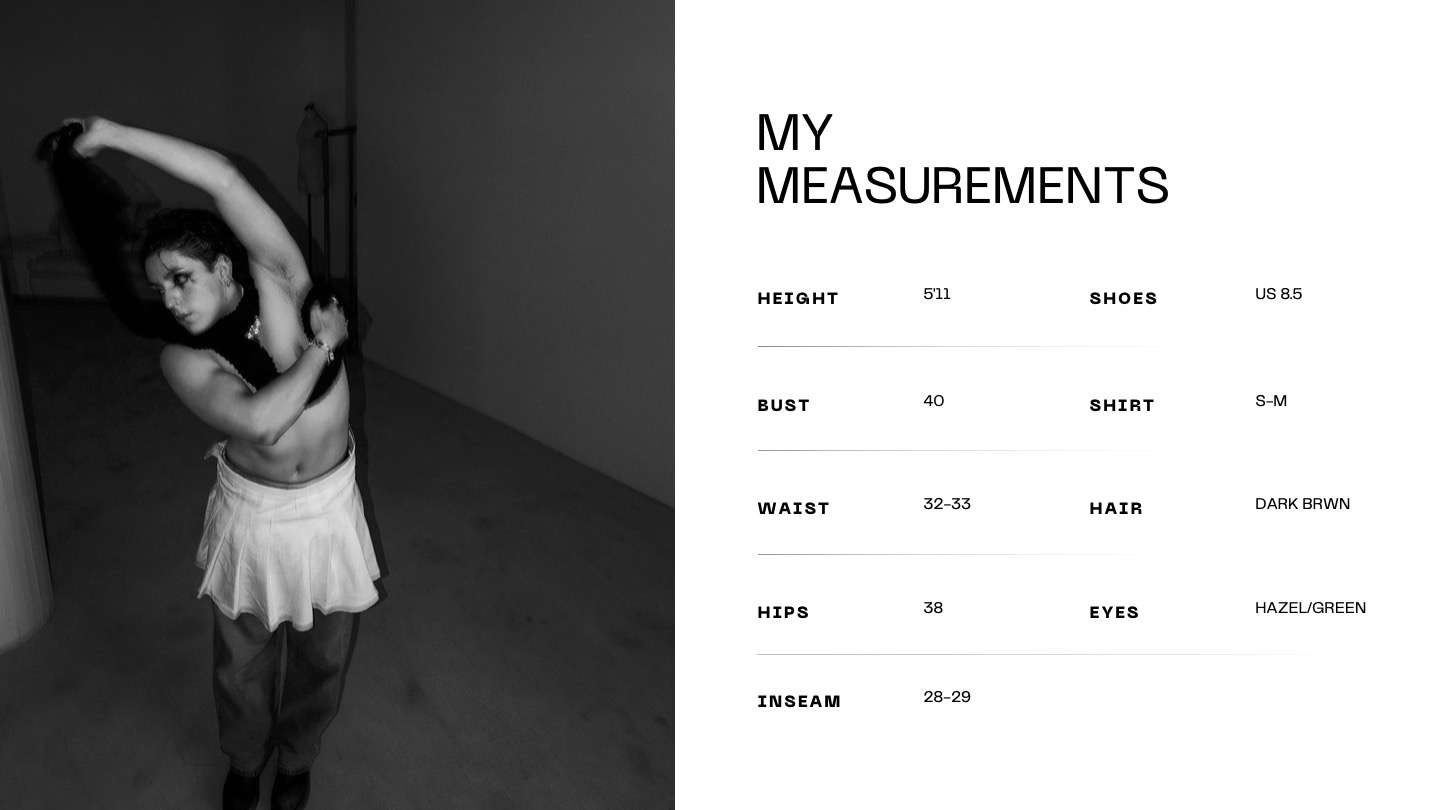 MY
MEASUREMENTS
HEIGHT 5'11 SHOES US 8.5
BUST 40 SHIRT S-M
WAIST 32-33 HAIR DARK BRWN
HIPS 38 EYES HAZEL/GREEN
INSEAM 28-29